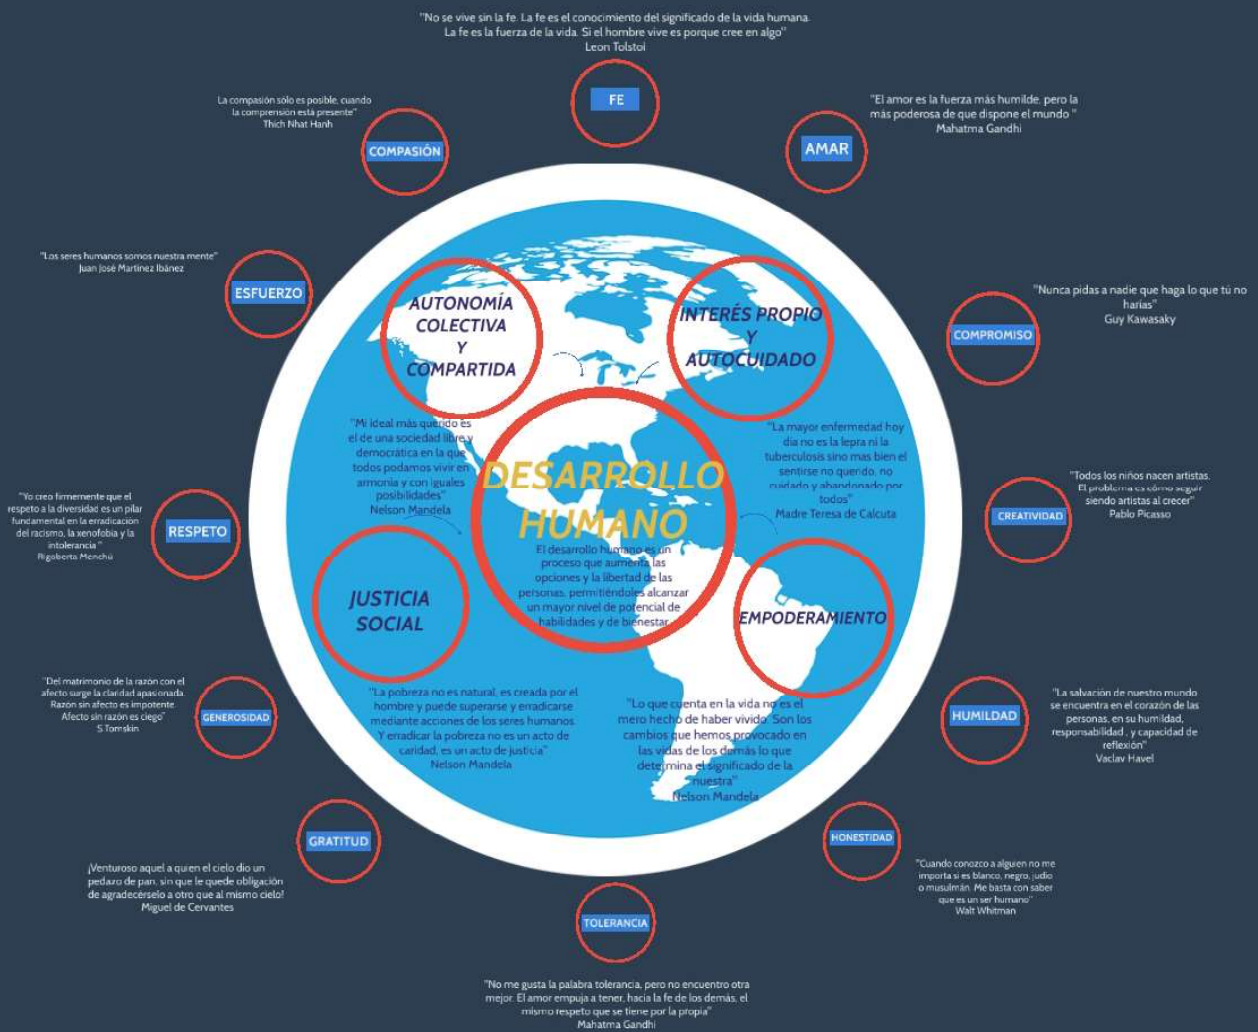 "No se vive sin la fe. La fe es el conocimiento del significado de la vida humana.
La fe es la fuerza de la vida. Si el hombre vive es porque cree en algo"
Leon Tolstoi
FE
La compasión sólo es posible, cuando
la comprensión está presente"
Thich Nhat Hanh
COMPASIÓN
"El amor es la fuerza más humilde, pero la
más poderosa de que dispone el mundo "
Mahatma Gandhi
AMAR
"Los seres humanos somos nuestra mente"
Juan José Martínez Ibánez
ESFUERZO
"Nunca pidas a nadie que haga lo que tú no
harías"
Guy Kawasaky
COMPROMISO
AUTONOMÍA
COLECTIVA
Y
COMPARTIDA
INTERÉS PROPIO
Y
AUTOCUIDADO
"Mi ideal más querido es
el de una sociedad libre y
democrática en la que
todos podamos vivir en
armonía y con iguales
posibilidades"
Nelson Mandela
"La mayor enfermedad hoy
dia no es la lepra ni la
tuberculosis sino mas bien el
sentirse no querido, no
cuidado y abandonado por
todos"
Madre Teresa de Calcuta
DESARROLLO
HUMANO
El desarrollo humano es un
proceso que aumenta las
opciones y la libertad de las
personas, permitiéndoles alcanzar
un mayor nivel de potencial de
habilidades y de bienestar
"Yo creo firmemente que el
respeto a la diversidad es un pilar
fundamental en la erradicación
del racismo, la xenofobia y la
intolerancia "
Rigoberta Menchú
RESPETO
"Todos los niños nacen artistas.
El problema es cómo seguir
siendo artistas al crecer"
Pablo Picasso
CREATIVIDAD
JUSTICIA
SOCIAL
EMPODERAMIENTO
"La pobreza no es natural, es creada por el
hombre y puede superarse y erradicarse
mediante acciones de los seres humanos.
Y erradicar la pobreza no es un acto de
caridad, es un acto de justicia"
Nelson Mandela
"Lo que cuenta en la vida no es el
mero hecho de haber vivido. Son los
cambios que hemos provocado en
las vidas de los demás lo que
determina el significado de la
nuestra"
Nelson Mandela
"Del matrimonio de la razón con el
afecto surge la claridad apasionada.
Razón sin afecto es impotente.
Afecto sin razón es ciego"
S.Tomskin
GENEROSIDAD
"La salvación de nuestro mundo
se encuentra en el corazón de las
personas, en su humildad,
responsabilidad , y capacidad de
reflexión"
Vaclav Havel
HUMILDAD
GRATITUD
¡Venturoso aquel a quien el cielo dio un
pedazo de pan, sin que le quede obligación
de agradecérselo a otro que al mismo cielo!
Miguel de Cervantes
HONESTIDAD
"Cuando conozco a alguien no me
importa si es blanco, negro, judio
o musulmán. Me basta con saber
que es un ser humano"
Walt Whitman
TOLERANCIA
"No me gusta la palabra tolerancia, pero no encuentro otra
mejor. El amor empuja a tener, hacia la fe de los demás, el
mismo respeto que se tiene por la propia"
Mahatma Gandhi